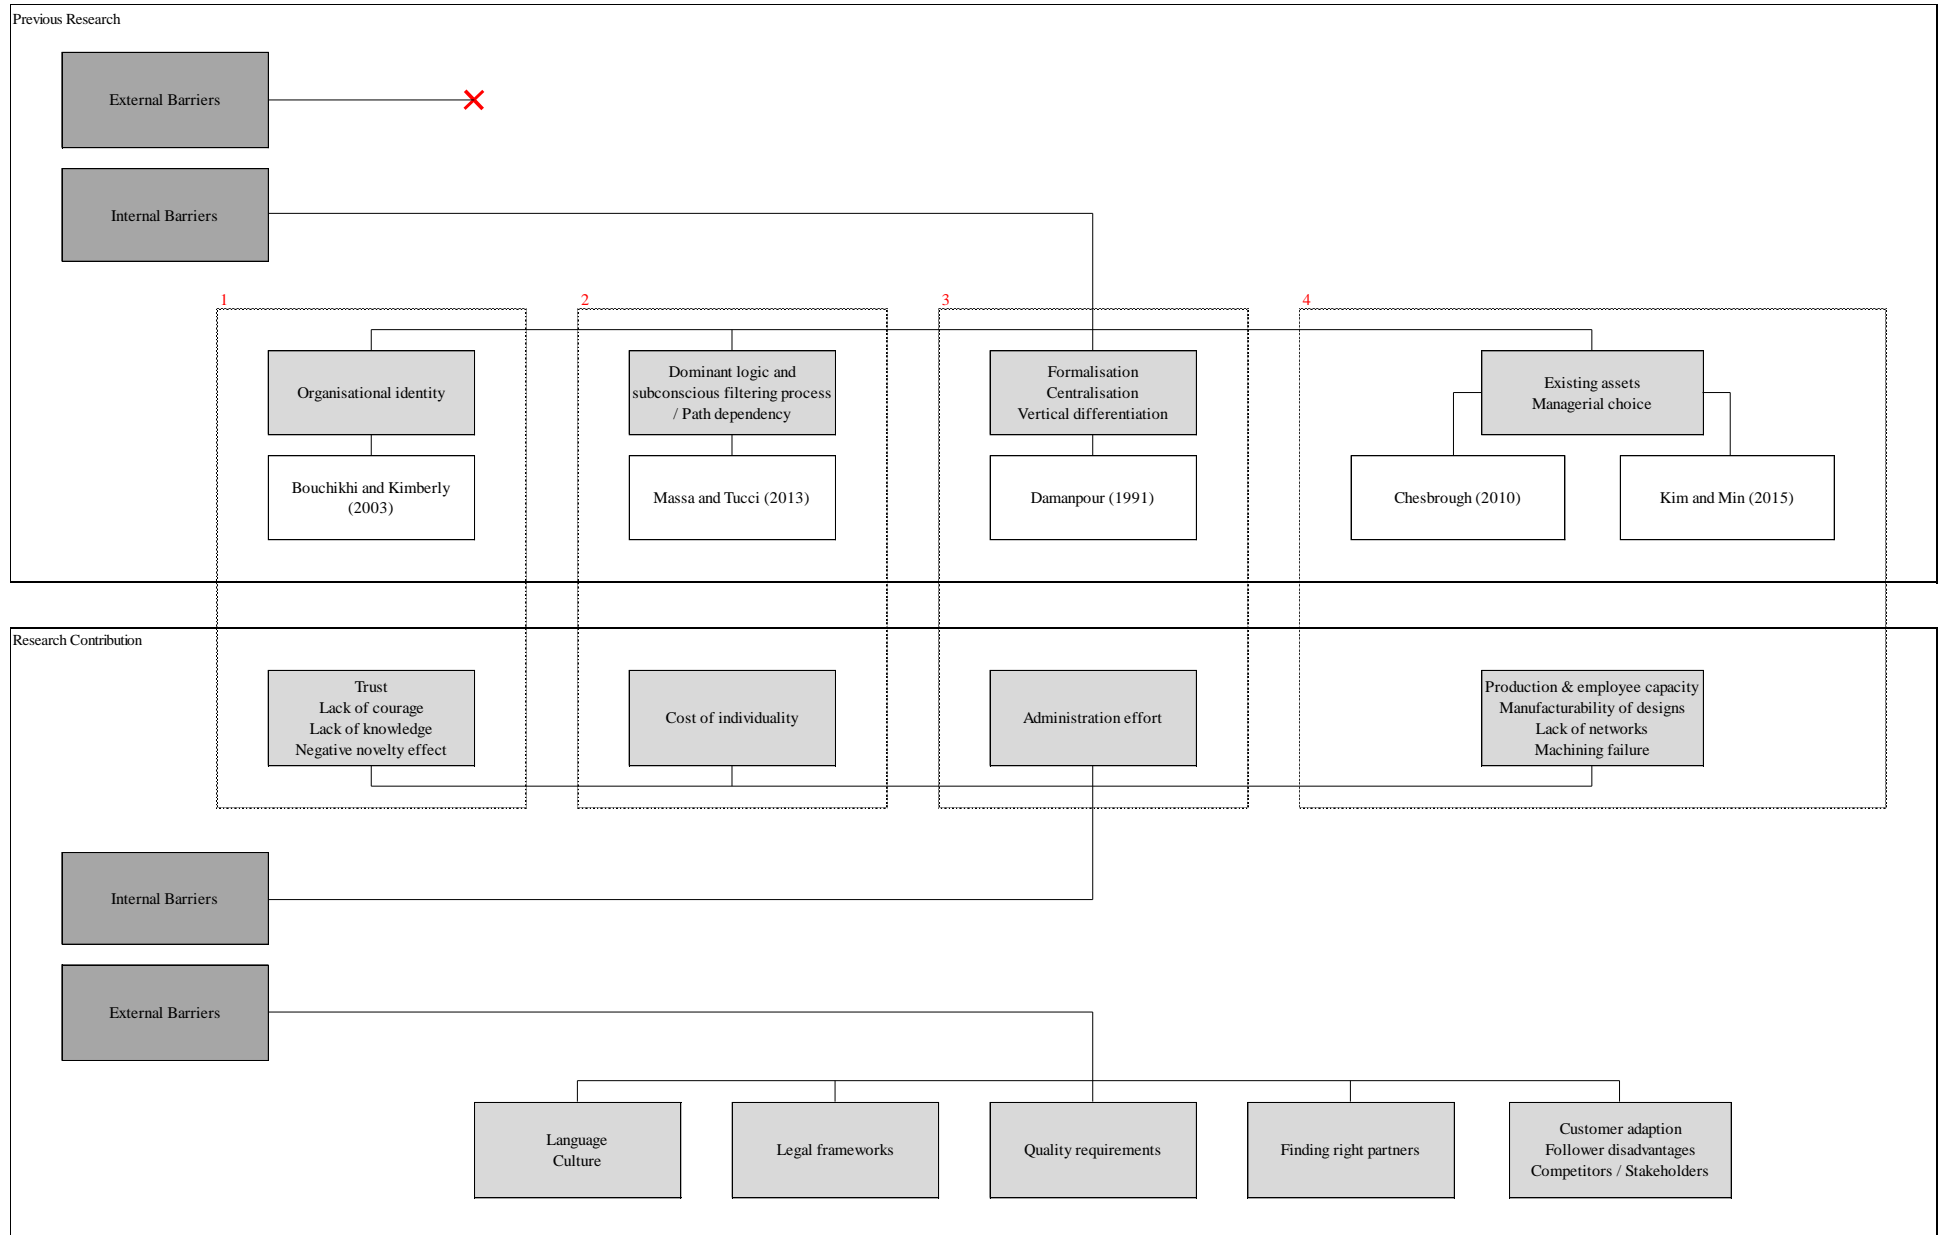 Previous Research
External Barriers
Internal Barriers
1
2
3
4
Organisational identity
Dominant logic and
subconscious filtering process
/ Path dependency
Formalisation
Centralisation
Vertical differentiation
Existing assets
Managerial choice
Bouchikhi and Kimberly
(2003)
Massa and Tucci (2013)
Damanpour (1991)
Chesbrough (2010)
Kim and Min (2015)
Research Contribution
Trust
Lack of courage
Lack of knowledge
Negative novelty effect
Cost of individuality
Administration effort
Production & employee capacity
Manufacturability of designs
Lack of networks
Machining failure
Internal Barriers
External Barriers
Language
Culture
Legal frameworks
Quality requirements
Finding right partners
Customer adaption
Follower disadvantages
Competitors / Stakeholders